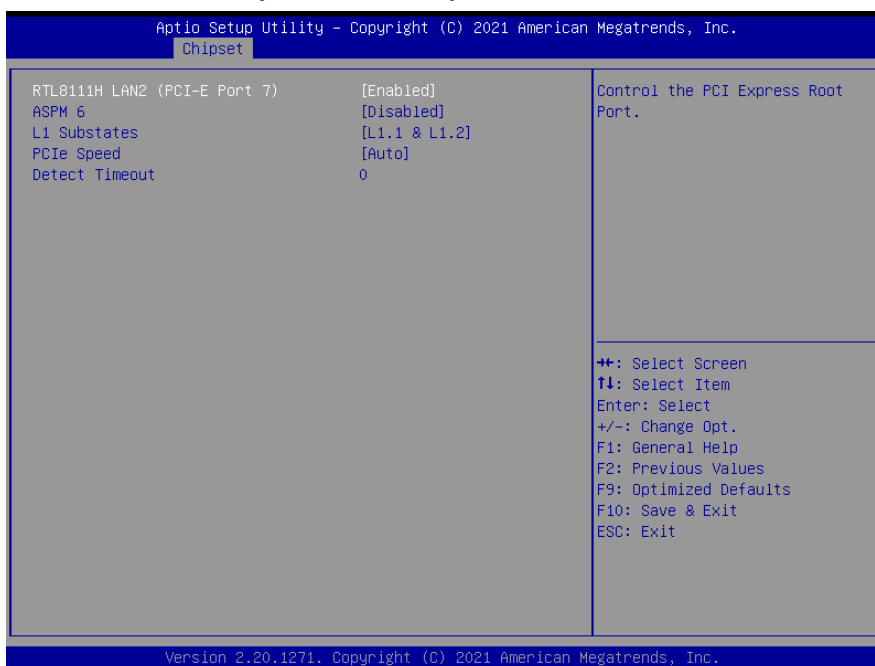 Aptio Setup Utility – Copyright (C) 2021 American Megatrends, Inc.
Chipset
RTL8111H LAN2 (PCI-E Port 7) [Enabled]
ASPM 6 [Disabled]
L1 Substates [L1.1 & L1.2]
PCIe Speed [Auto]
Detect Timeout 0
Control the PCI Express Root
Port.
→←: Select Screen
↑↓: Select Item
Enter: Select
+/-: Change Opt.
F1: General Help
F2: Previous Values
F9: Optimized Defaults
F10: Save & Exit
ESC: Exit
Version 2.20.1271. Copyright (C) 2021 American Megatrends, Inc.